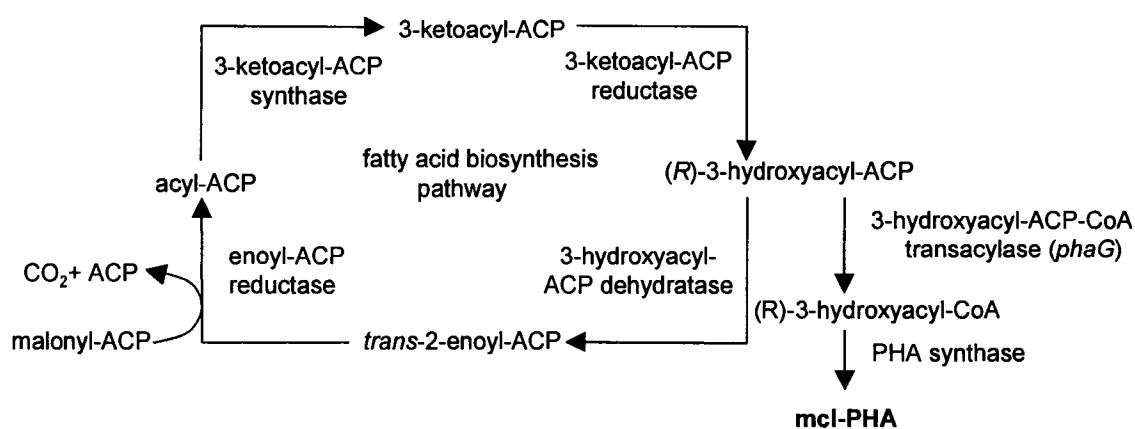 3-ketoacyl-ACP
3-ketoacyl-ACP
synthase
3-ketoacyl-ACP
reductase
fatty acid biosynthesis
pathway
acyl-ACP
(R)-3-hydroxyacyl-ACP
3-hydroxyacyl-ACP-CoA
transacylase (phaG)
enoyl-ACP
reductase
3-hydroxyacyl-
ACP dehydratase
CO₂+ ACP
(R)-3-hydroxyacyl-CoA
malonyl-ACP
trans-2-enoyl-ACP
PHA synthase
mcl-PHA